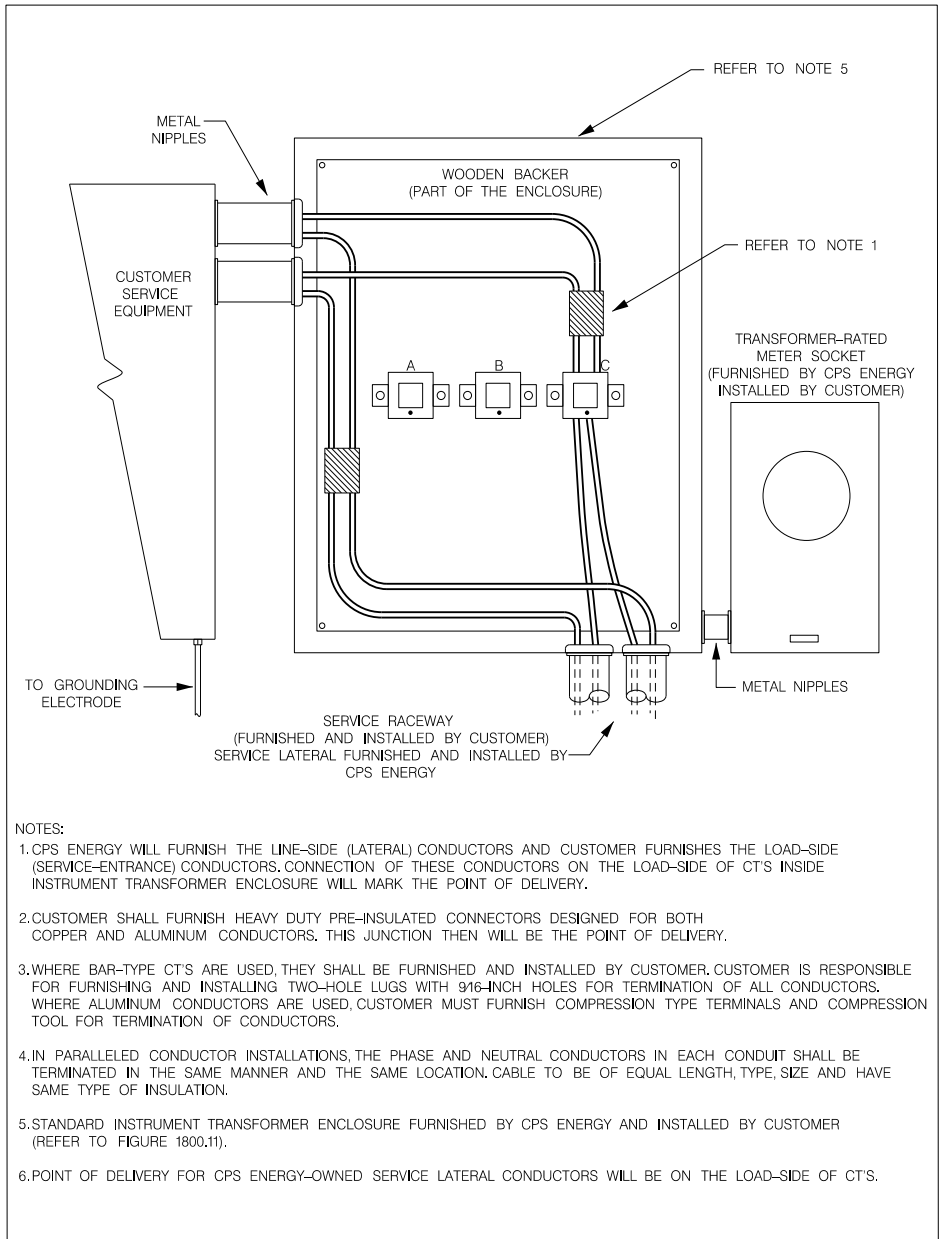 REFER TO NOTE 5
METAL
NIPPLES
WOODEN BACKER
(PART OF THE ENCLOSURE)
REFER TO NOTE 1
CUSTOMER
SERVICE
EQUIPMENT
TRANSFORMER-RATED
METER SOCKET
(FURNISHED BY CPS ENERGY
INSTALLED BY CUSTOMER)
A
B
C
TO GROUNDING
ELECTRODE
METAL NIPPLES
SERVICE RACEWAY
(FURNISHED AND INSTALLED BY CUSTOMER)
SERVICE LATERAL FURNISHED AND INSTALLED BY
CPS ENERGY
NOTES:
1. CPS ENERGY WILL FURNISH THE LINE-SIDE (LATERAL) CONDUCTORS AND CUSTOMER FURNISHES THE LOAD-SIDE
(SERVICE-ENTRANCE) CONDUCTORS. CONNECTION OF THESE CONDUCTORS ON THE LOAD-SIDE OF CT'S INSIDE
INSTRUMENT TRANSFORMER ENCLOSURE WILL MARK THE POINT OF DELIVERY.
2. CUSTOMER SHALL FURNISH HEAVY DUTY PRE-INSULATED CONNECTORS DESIGNED FOR BOTH
COPPER AND ALUMINUM CONDUCTORS. THIS JUNCTION THEN WILL BE THE POINT OF DELIVERY.
3. WHERE BAR-TYPE CT'S ARE USED, THEY SHALL BE FURNISHED AND INSTALLED BY CUSTOMER. CUSTOMER IS RESPONSIBLE
FOR FURNISHING AND INSTALLING TWO-HOLE LUGS WITH 9/16-INCH HOLES FOR TERMINATION OF ALL CONDUCTORS.
WHERE ALUMINUM CONDUCTORS ARE USED, CUSTOMER MUST FURNISH COMPRESSION TYPE TERMINALS AND COMPRESSION
TOOL FOR TERMINATION OF CONDUCTORS.
4. IN PARALLELED CONDUCTOR INSTALLATIONS, THE PHASE AND NEUTRAL CONDUCTORS IN EACH CONDUIT SHALL BE
TERMINATED IN THE SAME MANNER AND THE SAME LOCATION. CABLE TO BE OF EQUAL LENGTH, TYPE, SIZE AND HAVE
SAME TYPE OF INSULATION.
5. STANDARD INSTRUMENT TRANSFORMER ENCLOSURE FURNISHED BY CPS ENERGY AND INSTALLED BY CUSTOMER
(REFER TO FIGURE 1800.11).
6. POINT OF DELIVERY FOR CPS ENERGY-OWNED SERVICE LATERAL CONDUCTORS WILL BE ON THE LOAD-SIDE OF CT'S.